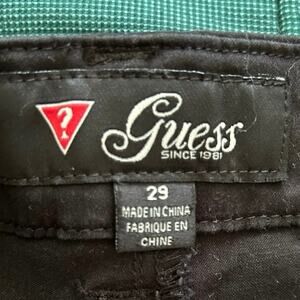 ?
Guess
SINCE 1981
29
MADE IN CHINA
FABRIQUE EN
CHINE